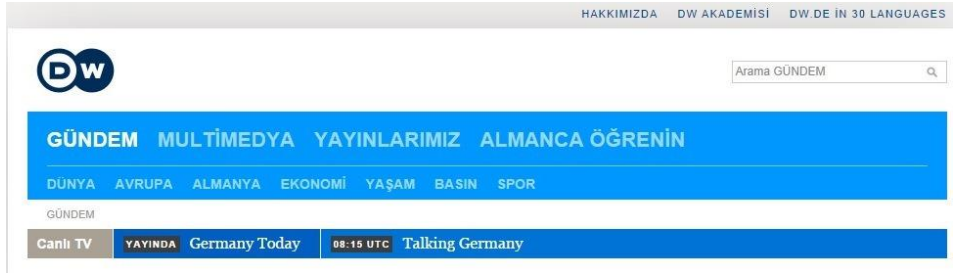 HAKKIMIZDA DW AKADEMİSİ DW.DE İN 30 LANGUAGES
DW
Arama GÜNDEM
GÜNDEM MULTİMEDYA YAYINLARIMIZ ALMANCA ÖĞRENİN
DÜNYA AVRUPA ALMANYA EKONOMİ YAŞAM BASIN SPOR
GÜNDEM
Canlı TV YAYINDA Germany Today 08:15 UTC Talking Germany